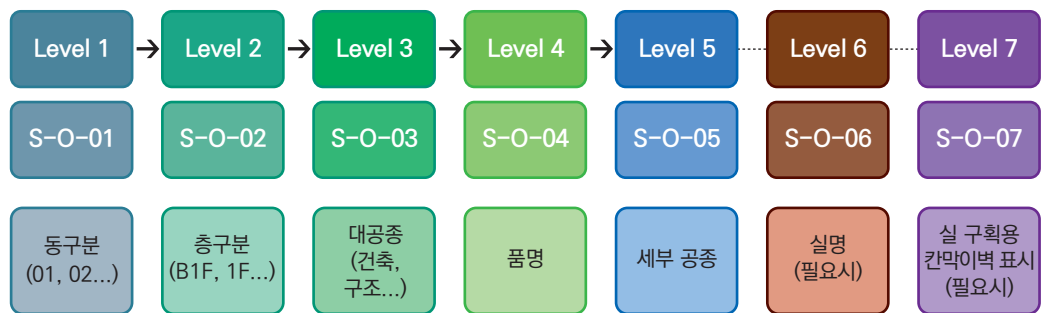 Level 1 → Level 2 → Level 3 → Level 4 → Level 5 Level 6 Level 7
S-O-01 S-O-02 S-O-03 S-O-04 S-O-05 S-O-06 S-O-07
동구분
(01, 02...)
층구분
(B1F, 1F...)
대공종
(건축,
구조...)
품명
세부 공종
실명
(필요시)
실 구획용
칸막이벽 표시
(필요시)